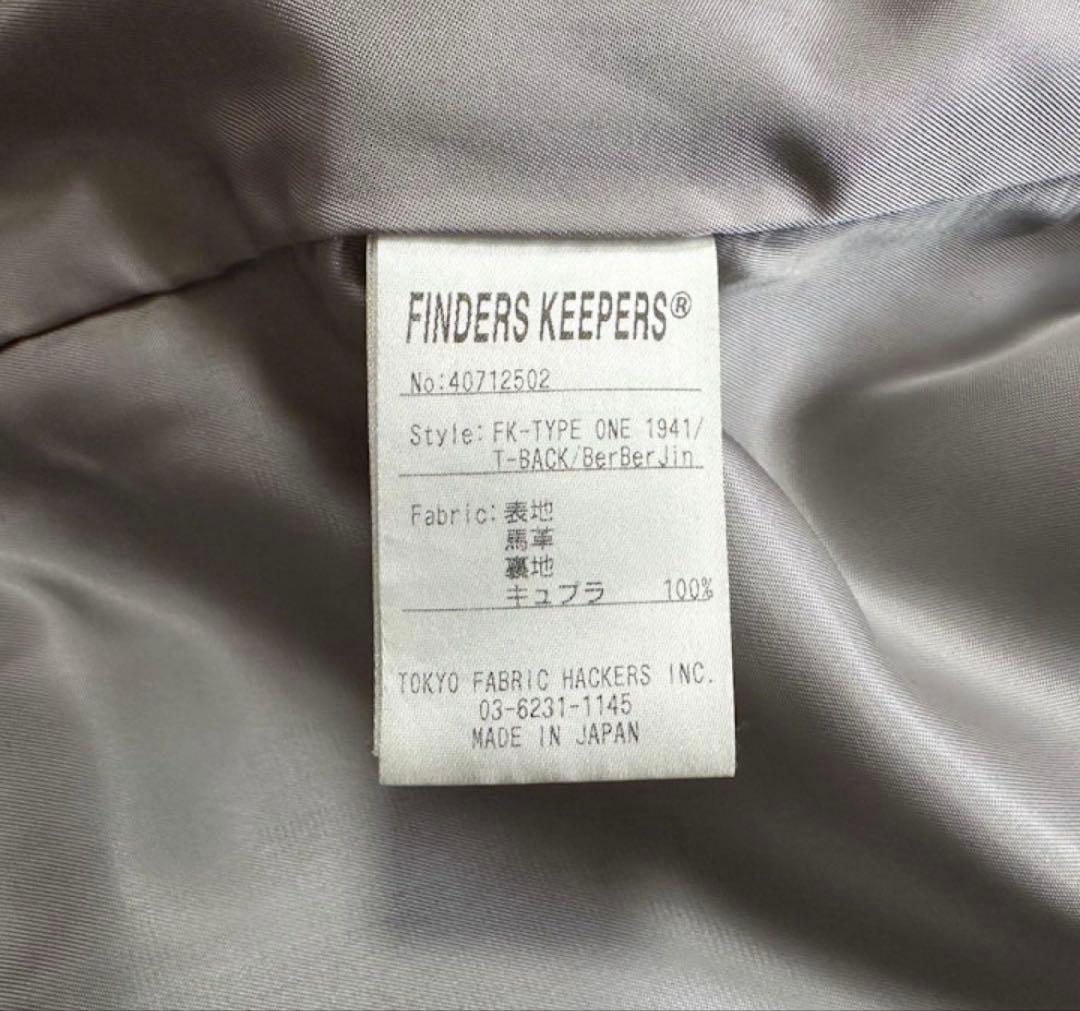 FINDERS KEEPERS®
No:40712502
Style: FK-TYPE ONE 1941/
T-BACK/BerBerJin
Fabric: 表地
馬革
裏地
キュプラ 100%
TOKYO FABRIC HACKERS INC.
03-6231-1145
MADE IN JAPAN